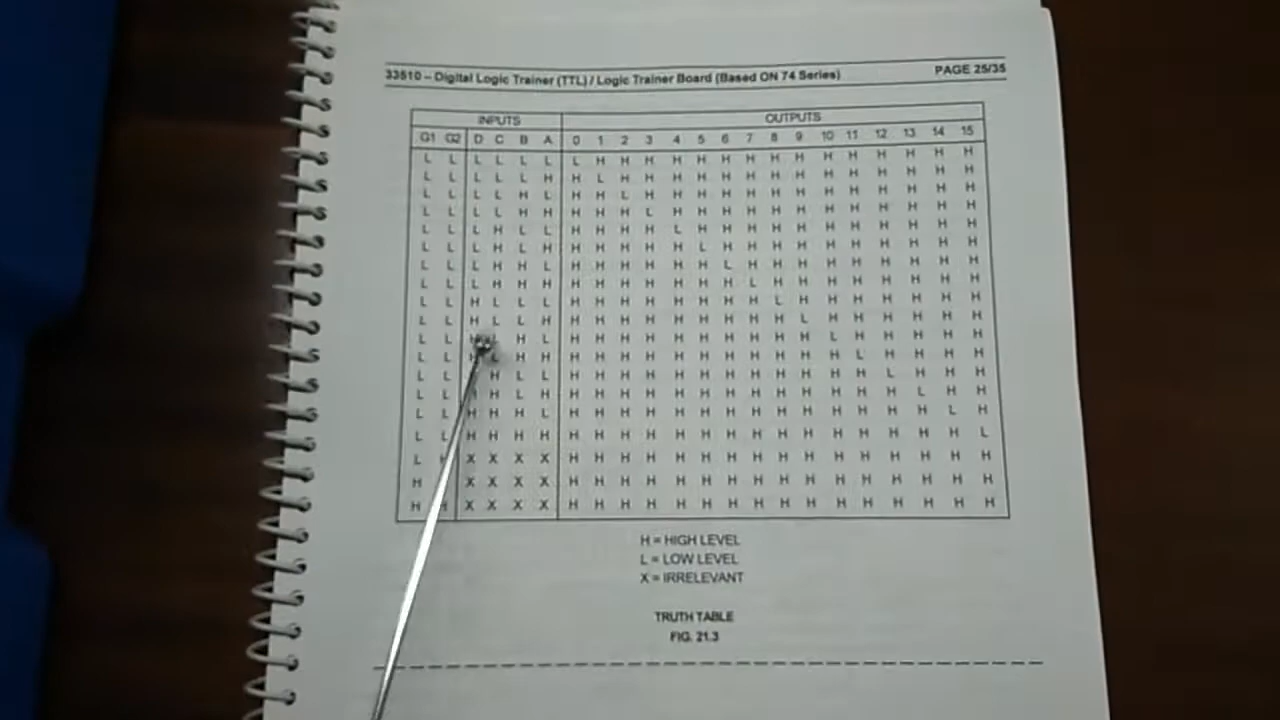 33510 – Digital Logic Trainer (TTL) / Logic Trainer Board (Based ON 74 Series) PAGE 25/35
INPUTS OUTPUTS
G1 G2 D C B A 0 1 2 3 4 5 6 7 8 9 10 11 12 13 14 15
L L L L L L L H H H H H H H H H H H H H H H
L L L L L H H L H H H H H H H H H H H H H H
L L L L H L H H L H H H H H H H H H H H H H
L L L L H H H H H L H H H H H H H H H H H H
L L L H L L H H H H L H H H H H H H H H H H
L L L H L H H H H H H L H H H H H H H H H H
L L L H H L H H H H H H L H H H H H H H H H
L L L H H H H H H H H H H L H H H H H H H H
L L H L L L H H H H H H H H L H H H H H H H
L L H L L H H H H H H H H H H L H H H H H H
L L H H L H H H H H H H H H H L H H H H H
L L H L H H H H H H H H H H H H H L H H H H
L L H L L H H H H H H H H H H H H L H H H
L L H L H H H H H H H H H H H H H H L H H
L L H H H L H H H H H H H H H H H H H H L H
L L H H H H H H H H H H H H H H H H H H H L
L H X X X X H H H H H H H H H H H H H H H H
H X X X X H H H H H H H H H H H H H H H H
H H X X X X H H H H H H H H H H H H H H H H
H = HIGH LEVEL
L = LOW LEVEL
X = IRRELEVANT
TRUTH TABLE
FIG. 21.3